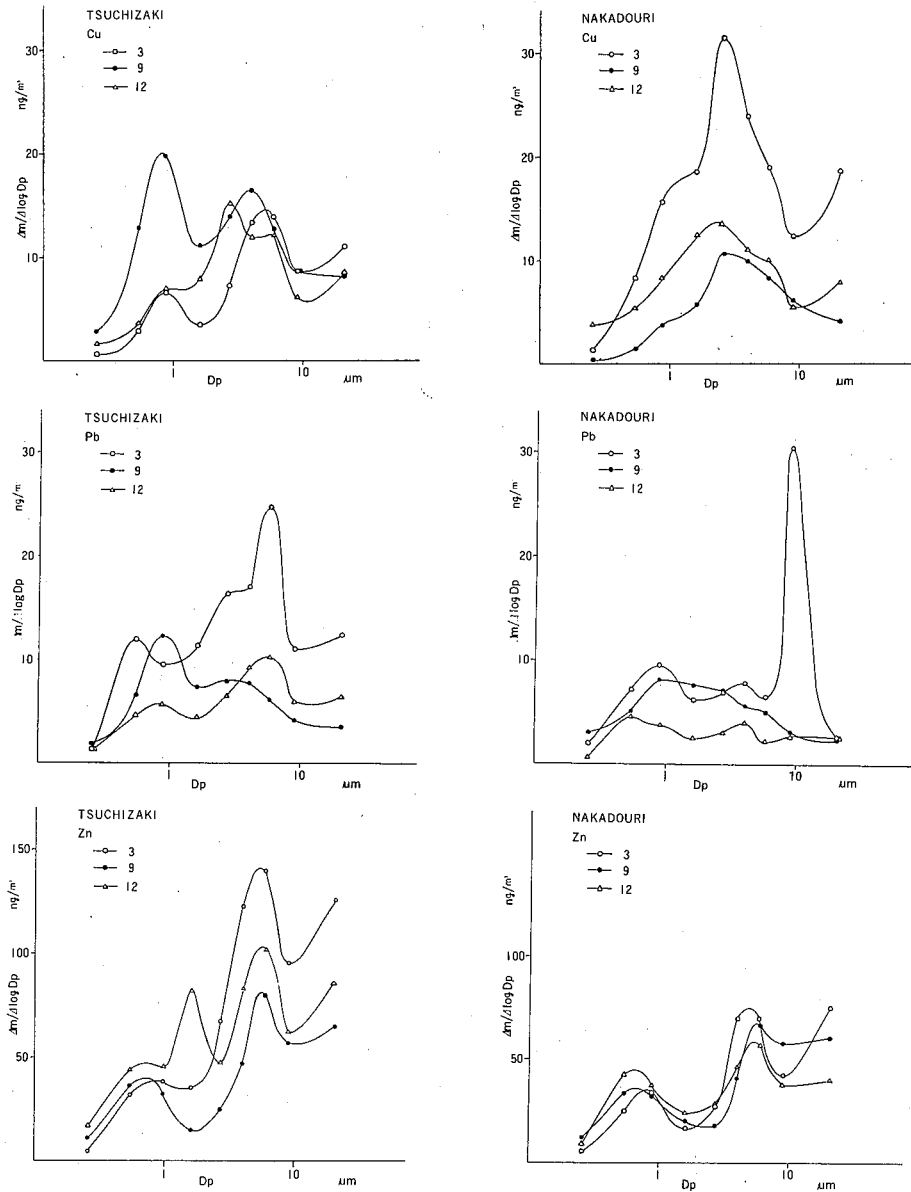 TSUCHIZAKI
Cu
3
9
12
30
20
10
ng/m³
Δm/Δlog Dp
1
10
Dp
μm
NAKADOURI
Cu
3
9
12
30
20
10
ng/m³
Δm/Δlog Dp
1
10
Dp
μm
TSUCHIZAKI
Pb
3
9
12
30
20
10
ng/m
m/Δlog Dp
1
10
Dp
μm
NAKADOURI
Pb
3
9
12
30
20
10
ng/m³
m/Δlog Dp
1
10
Dp
μm
TSUCHIZAKI
Zn
3
9
12
150
100
50
ng/m³
Δm/Δlog Dp
1
10
Dp
μm
NAKADOURI
Zn
3
9
12
100
50
ng/m³
Δm/Δlog Dp
1
10
Dp
μm